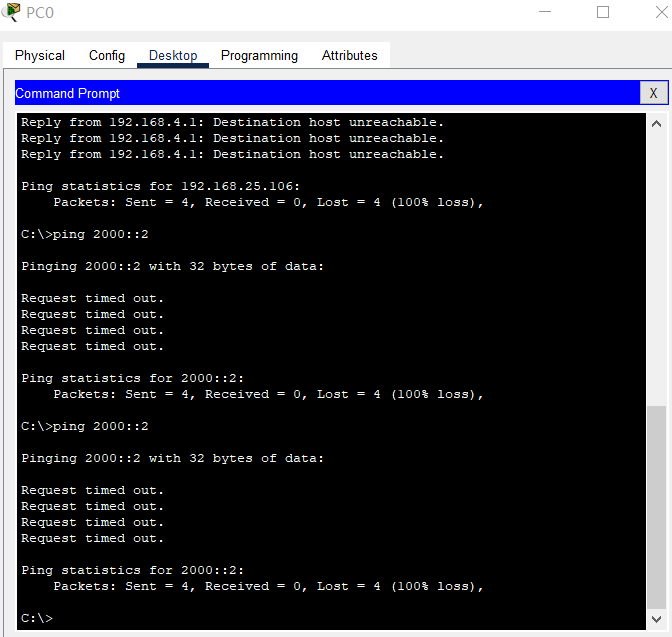 PC0
Physical Config Desktop Programming Attributes
Command Prompt
X
Reply from 192.168.4.1: Destination host unreachable.
Reply from 192.168.4.1: Destination host unreachable.
Reply from 192.168.4.1: Destination host unreachable.
Ping statistics for 192.168.25.106:
Packets: Sent = 4, Received = 0, Lost = 4 (100% loss),
C:\>ping 2000::2
Pinging 2000::2 with 32 bytes of data:
Request timed out.
Request timed out.
Request timed out.
Request timed out.
Ping statistics for 2000::2:
Packets: Sent = 4, Received = 0, Lost = 4 (100% loss),
C:\>ping 2000::2
Pinging 2000::2 with 32 bytes of data:
Request timed out.
Request timed out.
Request timed out.
Request timed out.
Ping statistics for 2000::2:
Packets: Sent = 4, Received = 0, Lost = 4 (100% loss),
C:\>